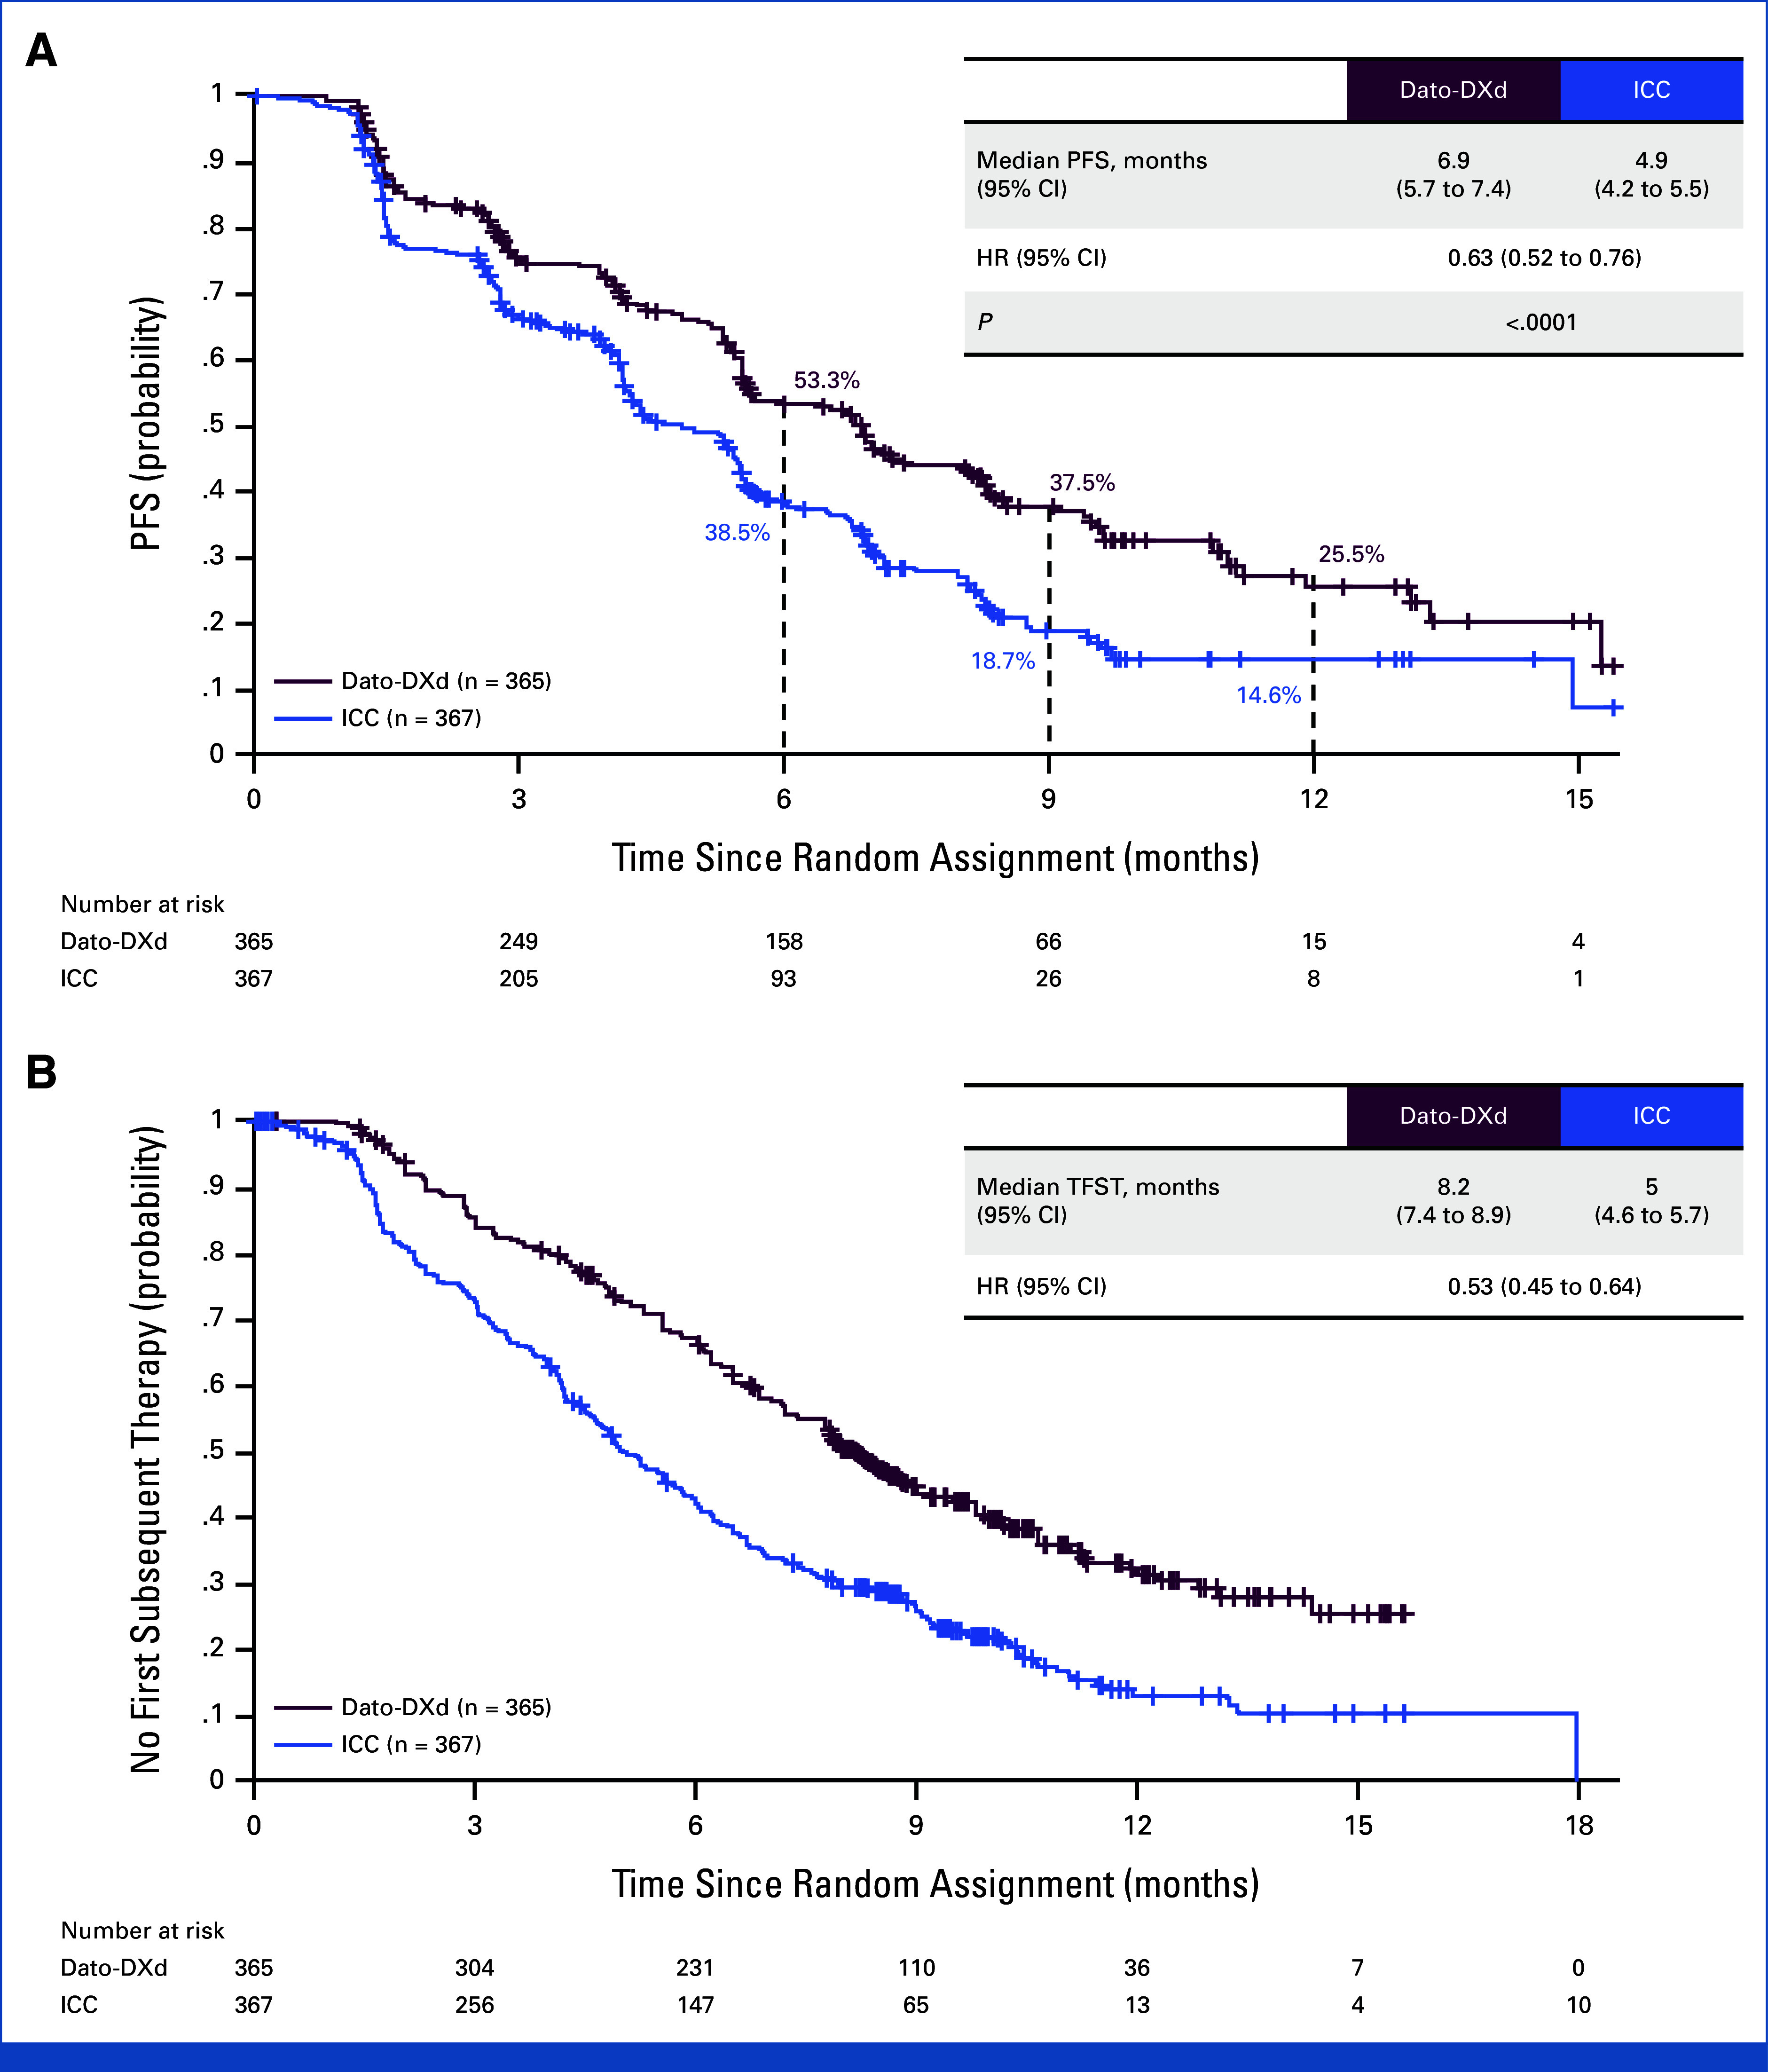 A
Dato-DXd ICC
Median PFS, months 6.9 4.9
(95% CI) (5.7 to 7.4) (4.2 to 5.5)
HR (95% CI) 0.63 (0.52 to 0.76)
P <.0001
PFS (probability)
1
.9
.8
.7
.6
.5
.4
.3
.2
.1
0
53.3%
38.5%
37.5%
18.7%
25.5%
14.6%
Dato-DXd (n = 365)
ICC (n = 367)
0 3 6 9 12 15
Time Since Random Assignment (months)
Number at risk
Dato-DXd 365 249 158 66 15 4
ICC 367 205 93 26 8 1
B
Dato-DXd ICC
Median TFST, months 8.2 5
(95% CI) (7.4 to 8.9) (4.6 to 5.7)
HR (95% CI) 0.53 (0.45 to 0.64)
No First Subsequent Therapy (probability)
1
.9
.8
.7
.6
.5
.4
.3
.2
.1
0
Dato-DXd (n = 365)
ICC (n = 367)
0 3 6 9 12 15 18
Time Since Random Assignment (months)
Number at risk
Dato-DXd 365 304 231 110 36 7 0
ICC 367 256 147 65 13 4 10